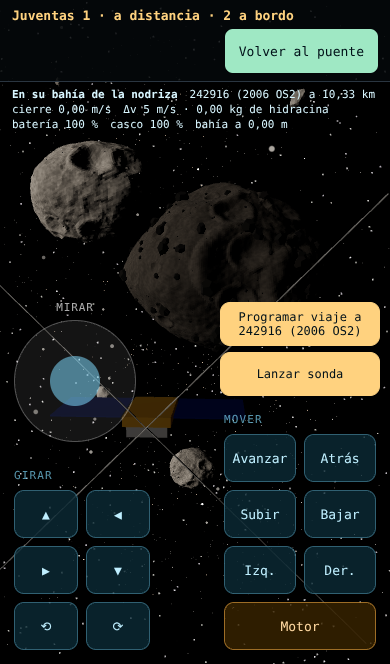 Juventas 1 · a distancia · 2 a bordo
Volver al puente
En su bahía de la nodriza 242916 (2006 OS2) a 10,33 km
cierre 0,00 m/s Δv 5 m/s · 0,00 kg de hidracina
batería 100 % casco 100 % bahía a 0,00 m
MIRAR
Programar viaje a
242916 (2006 OS2)
Lanzar sonda
MOVER
Avanzar Atrás
GIRAR
▲ ◀ Subir Bajar
▶ ▼ Izq. Der.
⟲ ⟳ Motor